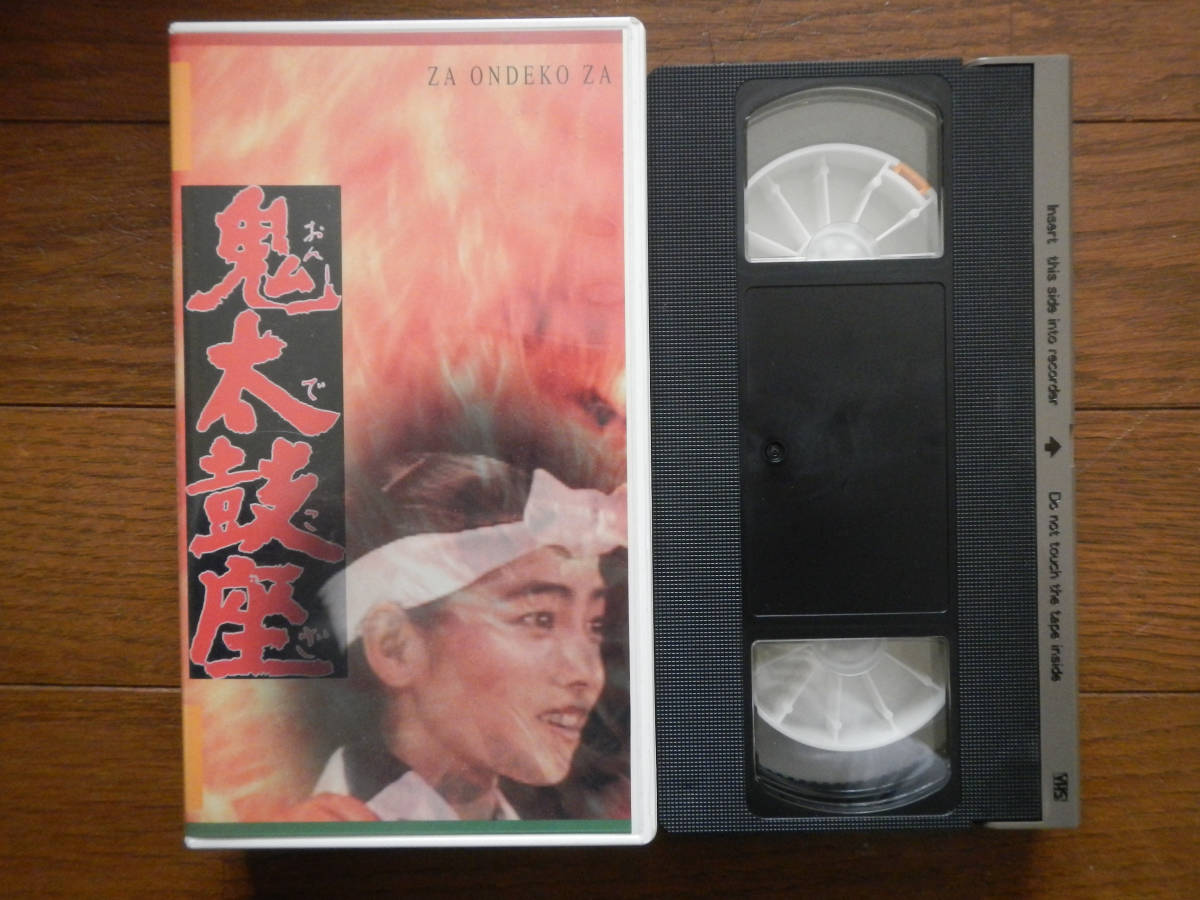 ZA ONDEKO ZA
鬼太鼓座
おんでこざ
Insert this side into recorder
Do not touch the tape inside
VHS